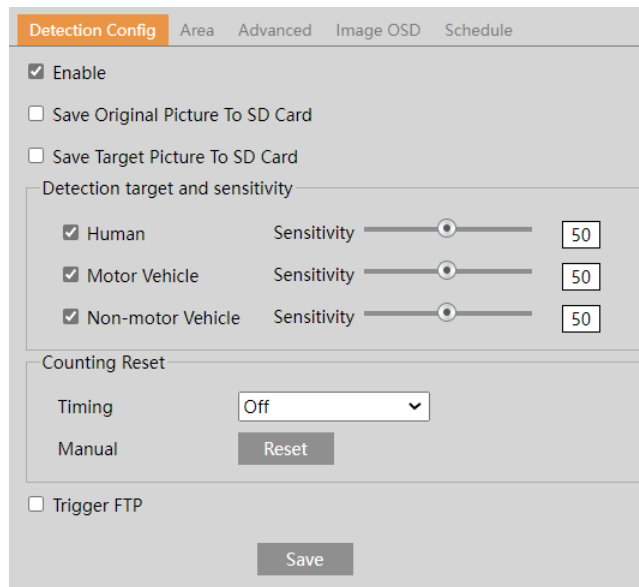 Detection Config Area Advanced Image OSD Schedule
Enable
Save Original Picture To SD Card
Save Target Picture To SD Card
Detection target and sensitivity
Human Sensitivity 50
Motor Vehicle Sensitivity 50
Non-motor Vehicle Sensitivity 50
Counting Reset
Timing Off
Manual Reset
Trigger FTP
Save